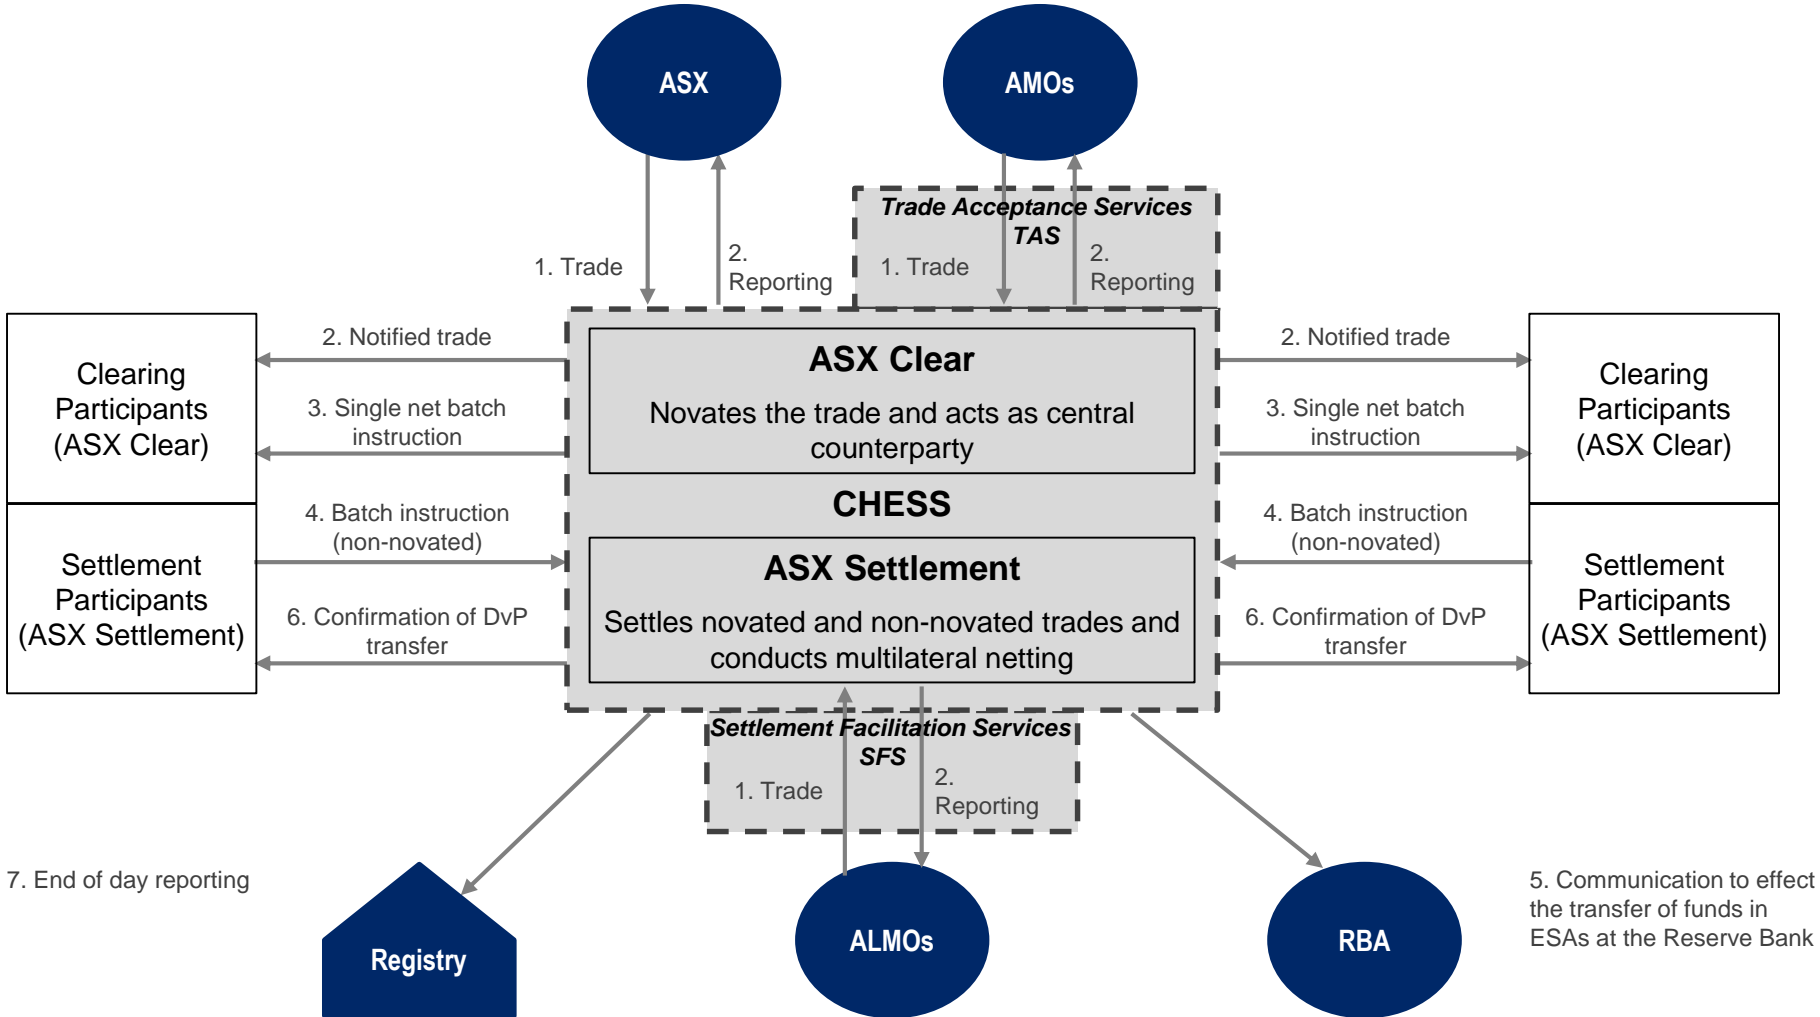 ASX
AMOs
Trade Acceptance Services
TAS
1. Trade
2.
Reporting
1. Trade
2.
Reporting
Clearing
Participants
(ASX Clear)
Settlement
Participants
(ASX Settlement)
2. Notified trade
3. Single net batch
instruction
4. Batch instruction
(non-novated)
6. Confirmation of DvP
transfer
ASX Clear
Novates the trade and acts as central
counterparty
CHESS
ASX Settlement
Settles novated and non-novated trades and
conducts multilateral netting
2. Notified trade
3. Single net batch
instruction
4. Batch instruction
(non-novated)
6. Confirmation of DvP
transfer
Clearing
Participants
(ASX Clear)
Settlement
Participants
(ASX Settlement)
Settlement Facilitation Services
SFS
1. Trade
2.
Reporting
7. End of day reporting
Registry
ALMOs
RBA
5. Communication to effect
the transfer of funds in
ESAs at the Reserve Bank